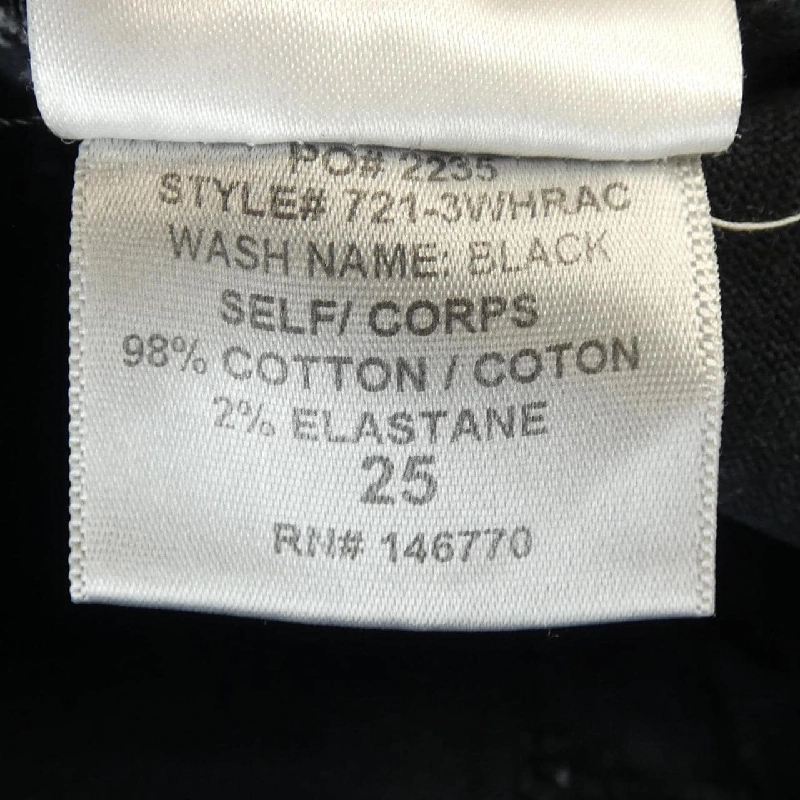 PO# 2235
STYLE# 721-3WHRAC
WASH NAME: BLACK
SELF/ CORPS
98% COTTON / COTON
2% ELASTANE
25
RN# 146770